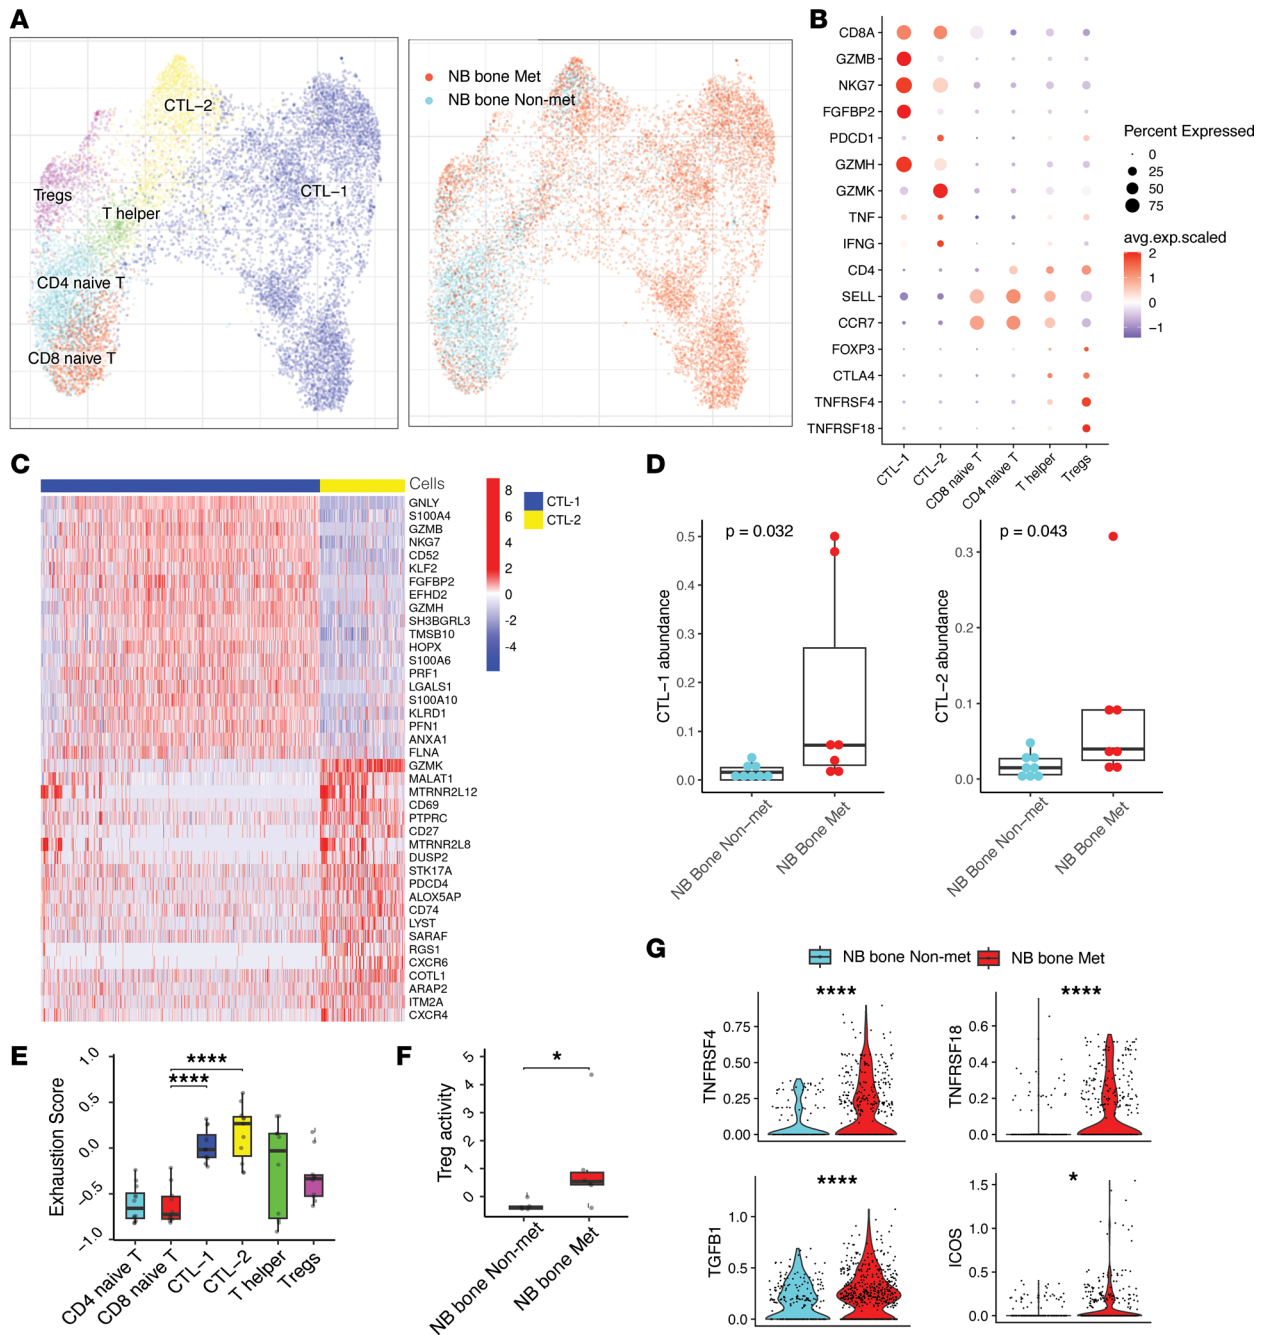 A
CTL-2
Tregs
T helper
CTL-1
CD4 naive T
CD8 naive T
NB bone Met
NB bone Non-met
B
CD8A
GZMB
NKG7
FGFBP2
PDCD1
GZMH
GZMK
TNF
IFNG
CD4
SELL
CCR7
FOXP3
CTLA4
TNFRSF4
TNFRSF18
CTL-1
CTL-2
CD8 naive T
CD4 naive T
T helper
Tregs
Percent Expressed
0
25
50
75
avg.exp.scaled
2
1
0
−1
C
Cells
GNLY
S100A4
GZMB
NKG7
CD52
KLF2
FGFBP2
EFHD2
GZMH
SH3BGRL3
TMSB10
HOPX
S100A6
PRF1
LGALS1
S100A10
KLRD1
PFN1
ANXA1
FLNA
GZMK
MALAT1
MTRNR2L12
CD69
PTPRC
CD27
MTRNR2L8
DUSP2
STK17A
PDCD4
ALOX5AP
CD74
LYST
SARAF
RGS1
CXCR6
COTL1
ARAP2
ITM2A
CXCR4
8
6
4
2
0
-2
-4
CTL-1
CTL-2
D
CTL−1 abundance
0.5
0.4
0.3
0.2
0.1
0.0
p = 0.032
NB Bone Non−met
NB Bone Met
CTL−2 abundance
0.3
0.2
0.1
0.0
p = 0.043
NB Bone Non−met
NB Bone Met
E
Exhaustion Score
1.0
0.5
0.0
−0.5
−1.0
****
****
CD4 naive T
CD8 naive T
CTL−1
CTL−2
T helper
Tregs
F
Treg activity
5
4
3
2
1
0
*
NB bone Non-met
NB bone Met
G
NB bone Non-met
NB bone Met
TNFRSF4
0.75
0.50
0.25
0.00
****
TNFRSF18
0.6
0.4
0.2
0.0
****
TGFB1
1.0
0.5
0.0
****
ICOS
1.5
1.0
0.5
0.0
*